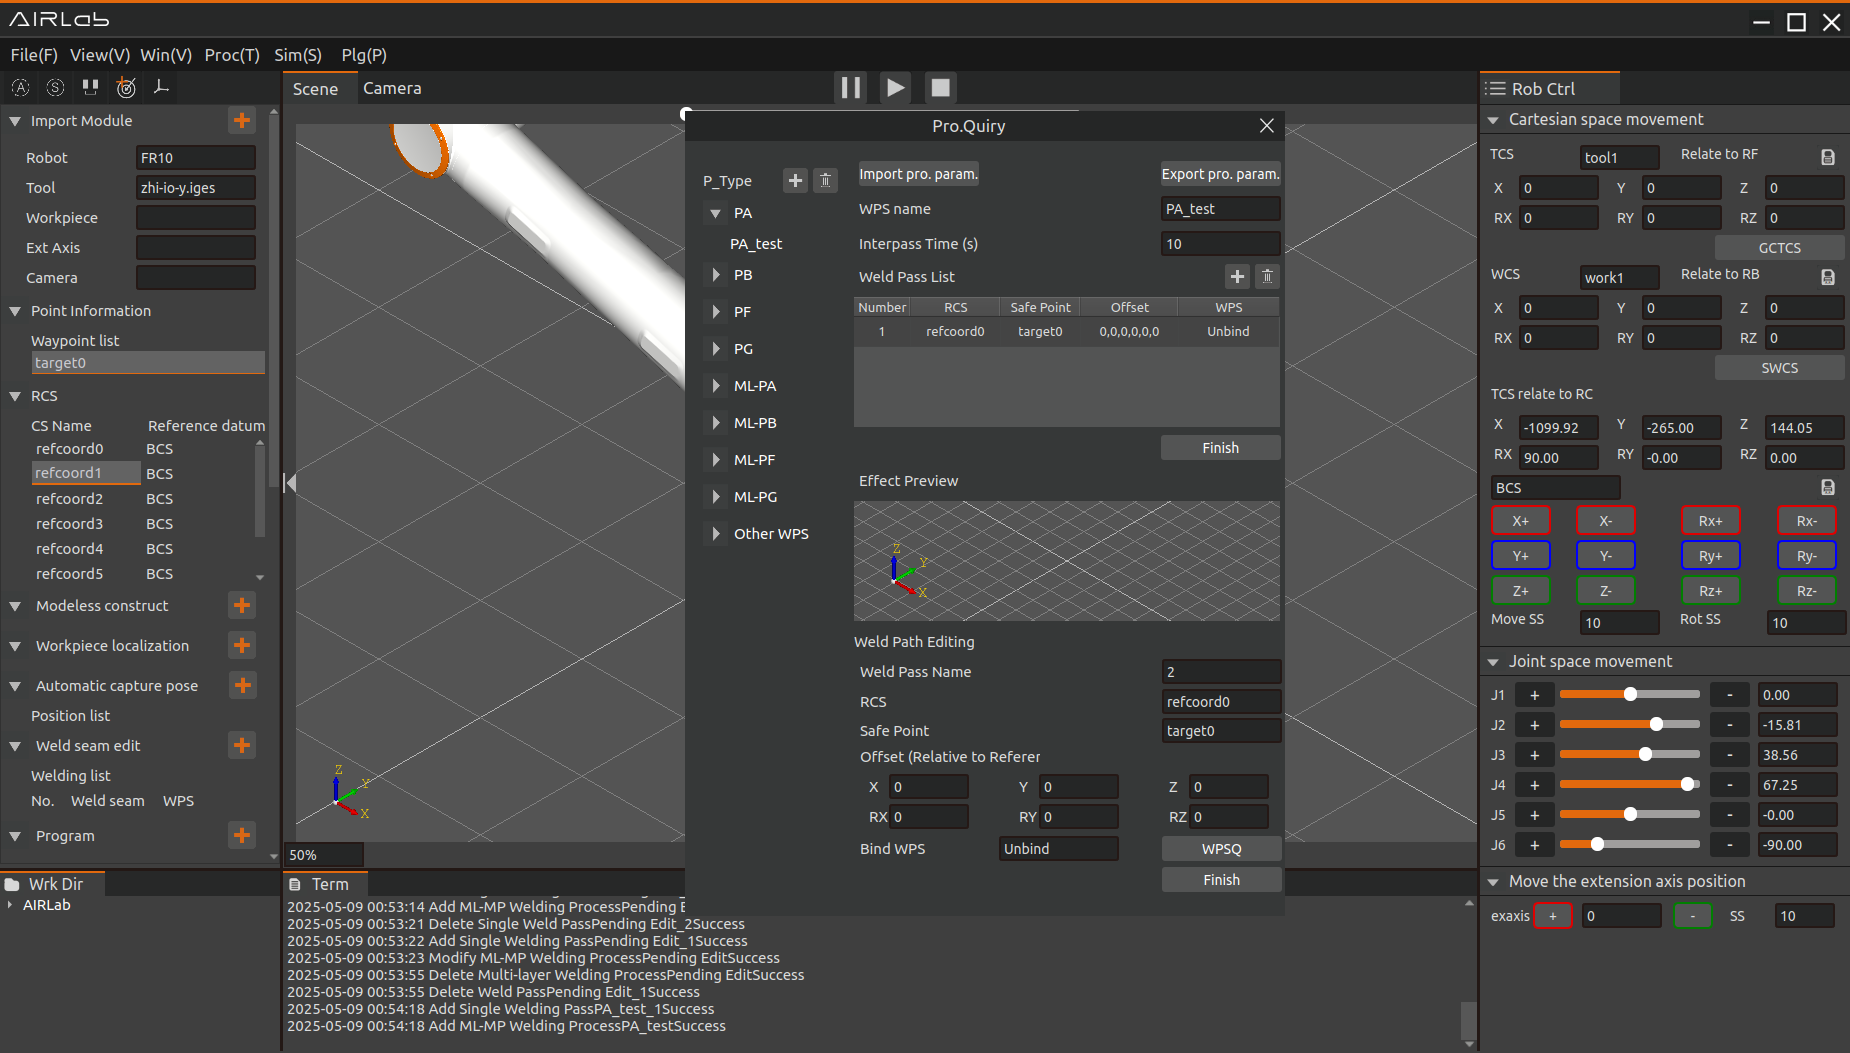 AIRLab
File(F) View(V) Win(V) Proc(T) Sim(S) Plg(P)
Import Module
Robot FR10
Tool zhi-io-y.iges
Workpiece
Ext Axis
Camera
Point Information
Waypoint list
target0
RCS
CS Name Reference datum
refcoord0 BCS
refcoord1 BCS
refcoord2 BCS
refcoord3 BCS
refcoord4 BCS
refcoord5 BCS
Modeless construct
Workpiece localization
Automatic capture pose
Position list
Weld seam edit
Welding list
No. Weld seam WPS
Program
Wrk Dir
AIRLab
Scene Camera
Z
Y
X
50%
Pro.Quiry
P_Type
PA
PA_test
PB
PF
PG
ML-PA
ML-PB
ML-PF
ML-PG
Other WPS
Import pro. param. Export pro. param.
WPS name PA_test
Interpass Time (s) 10
Weld Pass List
Number RCS Safe Point Offset WPS
1 refcoord0 target0 0,0,0,0,0,0 Unbind
Finish
Effect Preview
Z
Y
X
Weld Path Editing
Weld Pass Name 2
RCS refcoord0
Safe Point target0
Offset (Relative to Referer
X 0 Y 0 Z 0
RX 0 RY 0 RZ 0
Bind WPS Unbind WPSQ
Finish
Term
2025-05-09 00:53:14 Add ML-MP Welding ProcessPending E
2025-05-09 00:53:21 Delete Single Weld PassPending Edit_2Success
2025-05-09 00:53:22 Add Single Welding PassPending Edit_1Success
2025-05-09 00:53:23 Modify ML-MP Welding ProcessPending EditSuccess
2025-05-09 00:53:55 Delete Multi-layer Welding ProcessPending EditSuccess
2025-05-09 00:53:55 Delete Weld PassPending Edit_1Success
2025-05-09 00:54:18 Add Single Welding PassPA_test_1Success
2025-05-09 00:54:18 Add ML-MP Welding ProcessPA_testSuccess
Rob Ctrl
Cartesian space movement
TCS tool1 Relate to RF
X 0 Y 0 Z 0
RX 0 RY 0 RZ 0
GCTCS
WCS work1 Relate to RB
X 0 Y 0 Z 0
RX 0 RY 0 RZ 0
SWCS
TCS relate to RC
X -1099.92 Y -265.00 Z 144.05
RX 90.00 RY -0.00 RZ 0.00
BCS
X+ X- Rx+ Rx-
Y+ Y- Ry+ Ry-
Z+ Z- Rz+ Rz-
Move SS 10 Rot SS 10
Joint space movement
J1 + - 0.00
J2 + - -15.81
J3 + - 38.56
J4 + - 67.25
J5 + - -0.00
J6 + - -90.00
Move the extension axis position
exaxis + 0 - SS 10